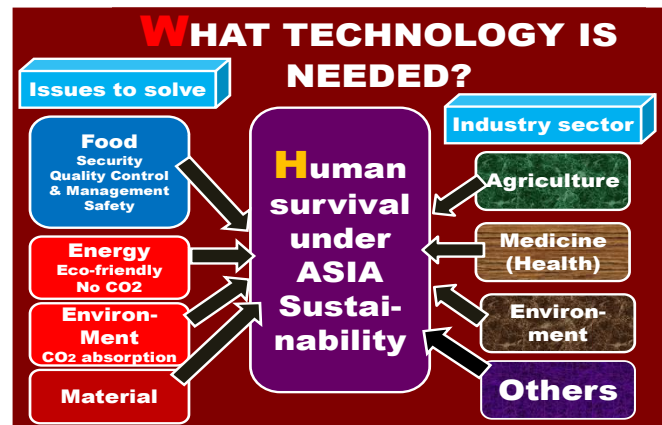 WHAT TECHNOLOGY IS
NEEDED?
Issues to solve
Food
Security
Quality Control
& Management
Safety
Energy
Eco-friendly
No CO2
Environ-
Ment
CO2 absorption
Material
Human
survival
under
ASIA
Sustai-
nability
Industry sector
Agriculture
Medicine
(Health)
Environ-
ment
Others